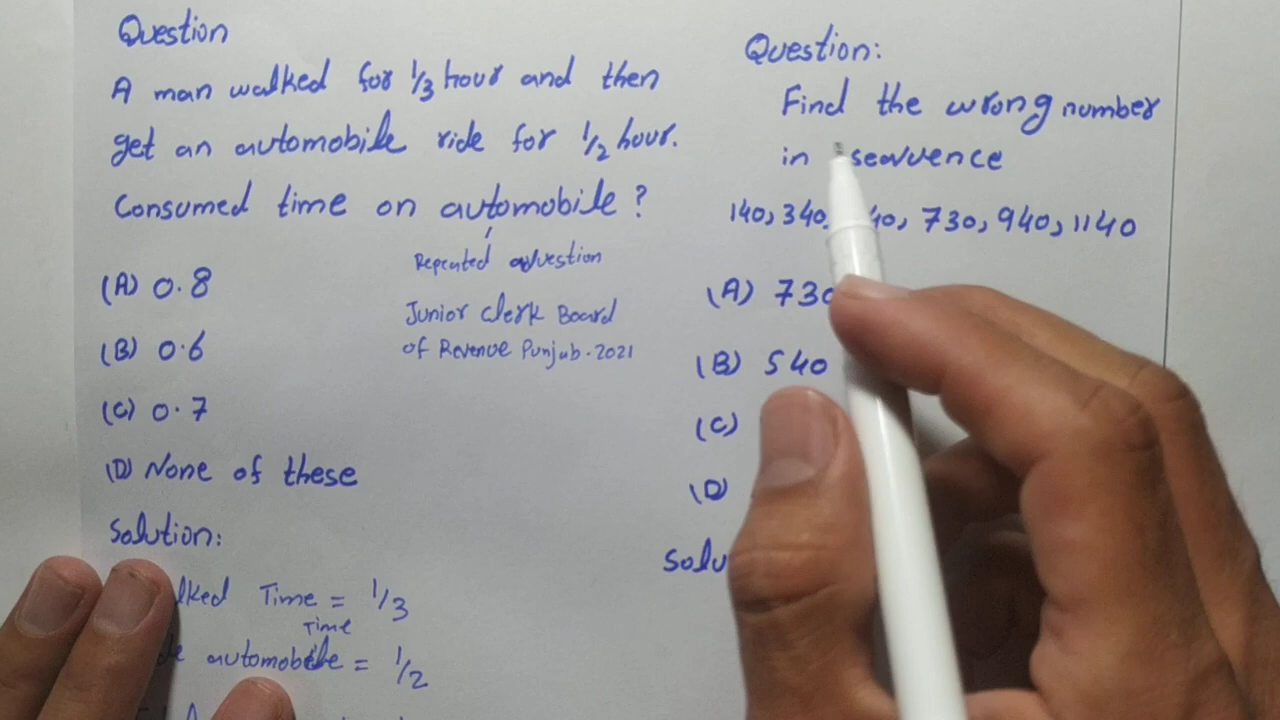 Question
A man walked for 1/3 hour and then
get an automobile ride for 1/2 hour.
Consumed time on automobile?
Repeated question
Junior Clerk Board
of Revenue Punjab. 2021
(A) 0.8
(B) 0.6
(C) 0.7
(D) None of these
Solution:
Time = 1/3
Time
automobile = 1/2
Question:
Find the wrong number
in sequence
140, 340, 730, 940, 1140
(A) 730
(B) 540
(C)
(D)